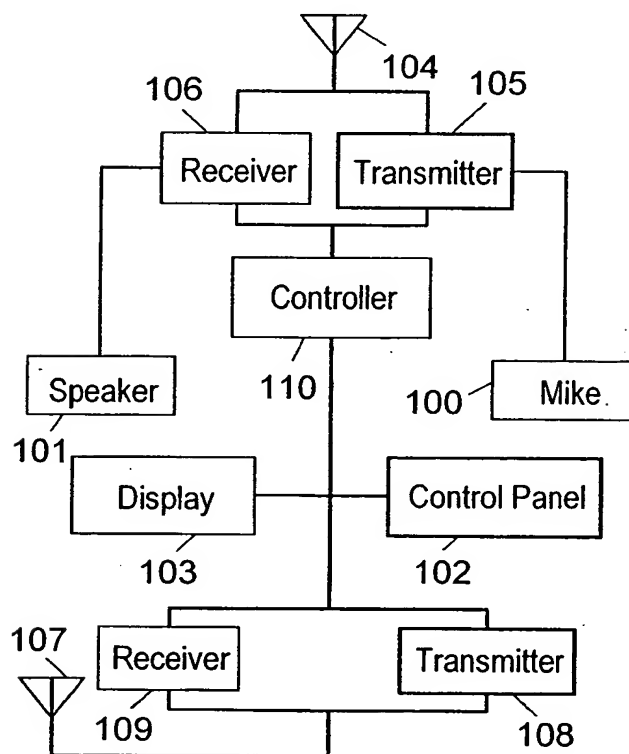 104
106
105
Receiver
Transmitter
Controller
110
Speaker
101
100
Mike
Display
103
Control Panel
102
107
Receiver
109
Transmitter
108